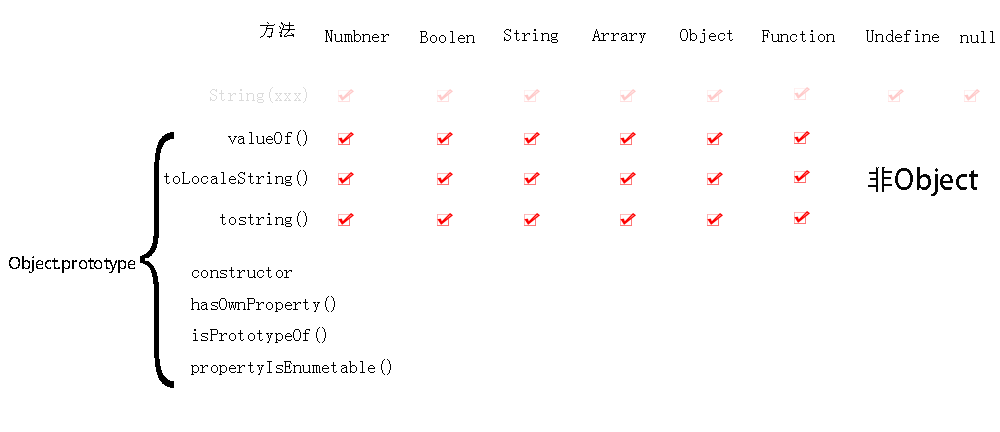 方法 Numbner Boolen String Arrary Object Function Undefine null
String(xxx)
valueOf()
toLocaleString() 非Object
tostring()
Object.prototype
constructor
hasOwnProperty()
isPrototypeOf()
propertyIsEnumetable()